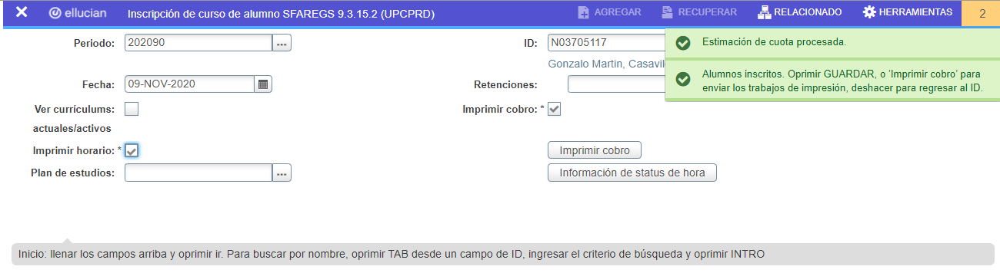 ellucian Inscripción de curso de alumno SFAREGS 9.3.15.2 (UPCPRD) AGREGAR RECUPERAR RELACIONADO HERRAMIENTAS 2
Periodo: 202090 ... ID: N03705117
Gonzalo Martin,
Estimación de cuota procesada.
Alumnos inscritos. Oprimir GUARDAR, o 'Imprimir cobro' para
enviar los trabajos de impresión, deshacer para regresar al ID.
Fecha: 09-NOV-2020 Retenciones:
Ver currículums: Imprimir cobro: *
actuales/activos
Imprimir horario: * Imprimir cobro
Plan de estudios: ... Información de status de hora
Inicio: llenar los campos arriba y oprimir ir. Para buscar por nombre, oprimir TAB desde un campo de ID, ingresar el criterio de búsqueda y oprimir INTRO